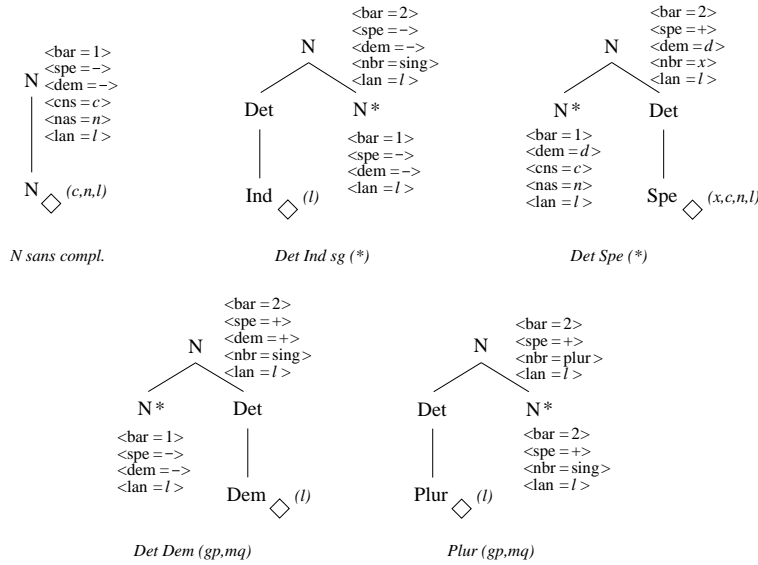 <bar = 1>
<spe = −>
N <dem = −>
<cns = c>
<nas = n>
<lan = l >
N (c,n,l)
N sans compl.
<bar = 2>
<spe = −>
N <dem = −>
<nbr = sing>
<lan = l >
Det N*
<bar = 1>
<spe = −>
<dem = −>
<lan = l >
Ind (l)
Det Ind sg (*)
<bar = 2>
<spe = +>
N <dem = d>
<nbr = x>
<lan = l >
N* Det
<bar = 1>
<dem = d>
<cns = c>
<nas = n>
<lan = l >
Spe (x,c,n,l)
Det Spe (*)
<bar = 2>
<spe = +>
N <dem = +>
<nbr = sing>
<lan = l >
N* Det
<bar = 1>
<spe = −>
<dem = −>
<lan = l >
Dem (l)
Det Dem (gp,mq)
<bar = 2>
<spe = +>
N <nbr = plur>
<lan = l >
Det N*
<bar = 2>
<spe = +>
<nbr = sing>
<lan = l >
Plur (l)
Plur (gp,mq)